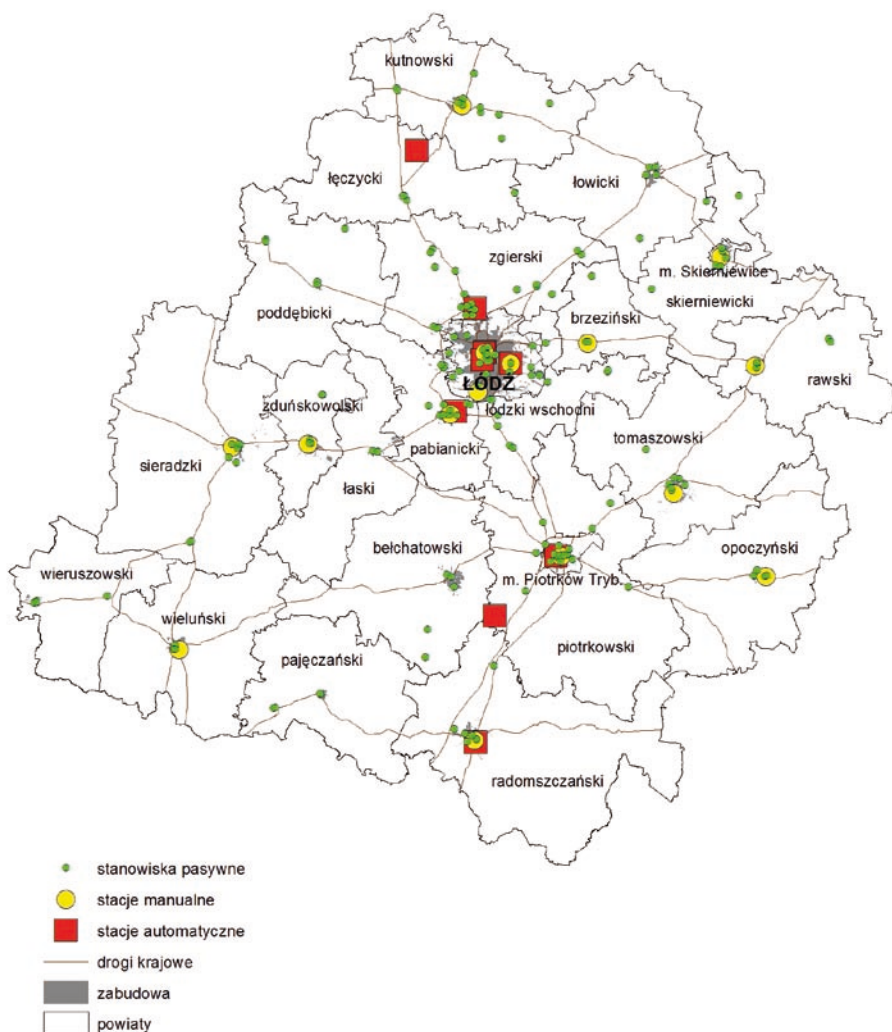 kutnowski
łęczycki
łowicki
zgierski
m. Skierniewice
skierniewicki
poddębicki
brzeziński
rawski
ŁÓDŹ
zduńskowolski
łódzki wschodni
tomaszowski
pabianicki
sieradzki
łaski
bełchatowski
opoczyński
wieruszowski
m. Piotrków Tryb.
wieluński
piotrkowski
pajęczański
radomszczański
stanowiska pasywne
stacje manualne
stacje automatyczne
drogi krajowe
zabudowa
powiaty